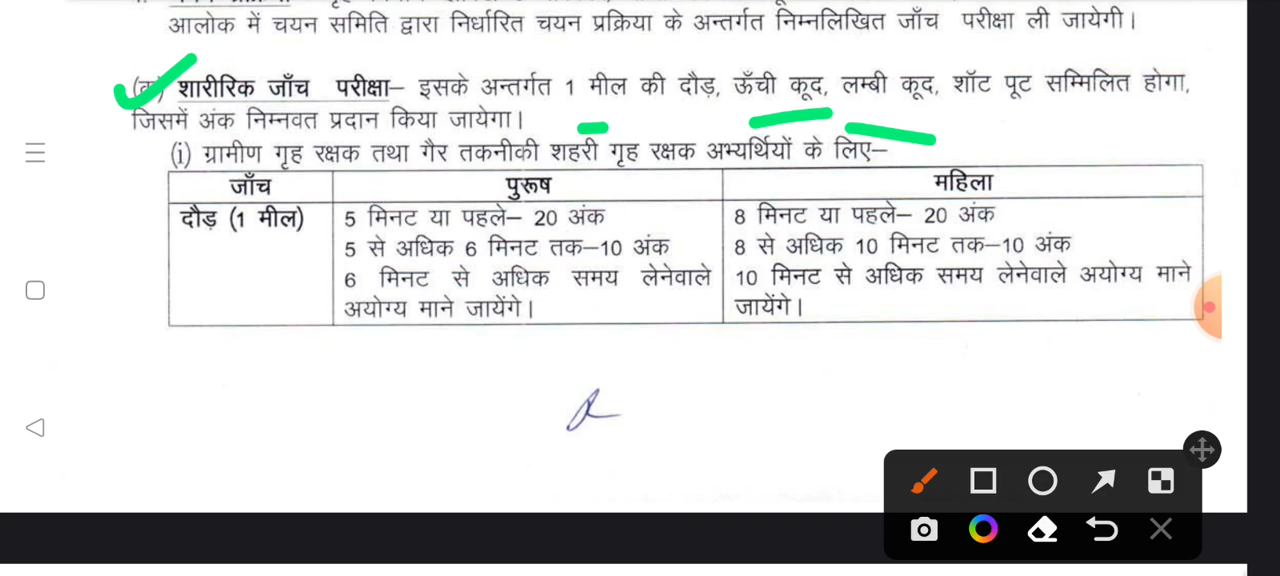 आलोक में चयन समिति द्वारा निर्धारित चयन प्रक्रिया के अन्तर्गत निम्नलिखित जाँच परीक्षा ली जायेगी।
(क) शारीरिक जाँच परीक्षा– इसके अन्तर्गत 1 मील की दौड़, ऊँची कूद, लम्बी कूद, शॉट पूट सम्मिलित होगा,
जिसमें अंक निम्नवत प्रदान किया जायेगा।
(i) ग्रामीण गृह रक्षक तथा गैर तकनीकी शहरी गृह रक्षक अभ्यर्थियों के लिए–
जाँच पुरूष महिला
दौड़ (1 मील) 5 मिनट या पहले– 20 अंक 8 मिनट या पहले– 20 अंक
5 से अधिक 6 मिनट तक–10 अंक 8 से अधिक 10 मिनट तक–10 अंक
6 मिनट से अधिक समय लेनेवाले 10 मिनट से अधिक समय लेनेवाले अयोग्य माने
अयोग्य माने जायेंगे। जायेंगे।